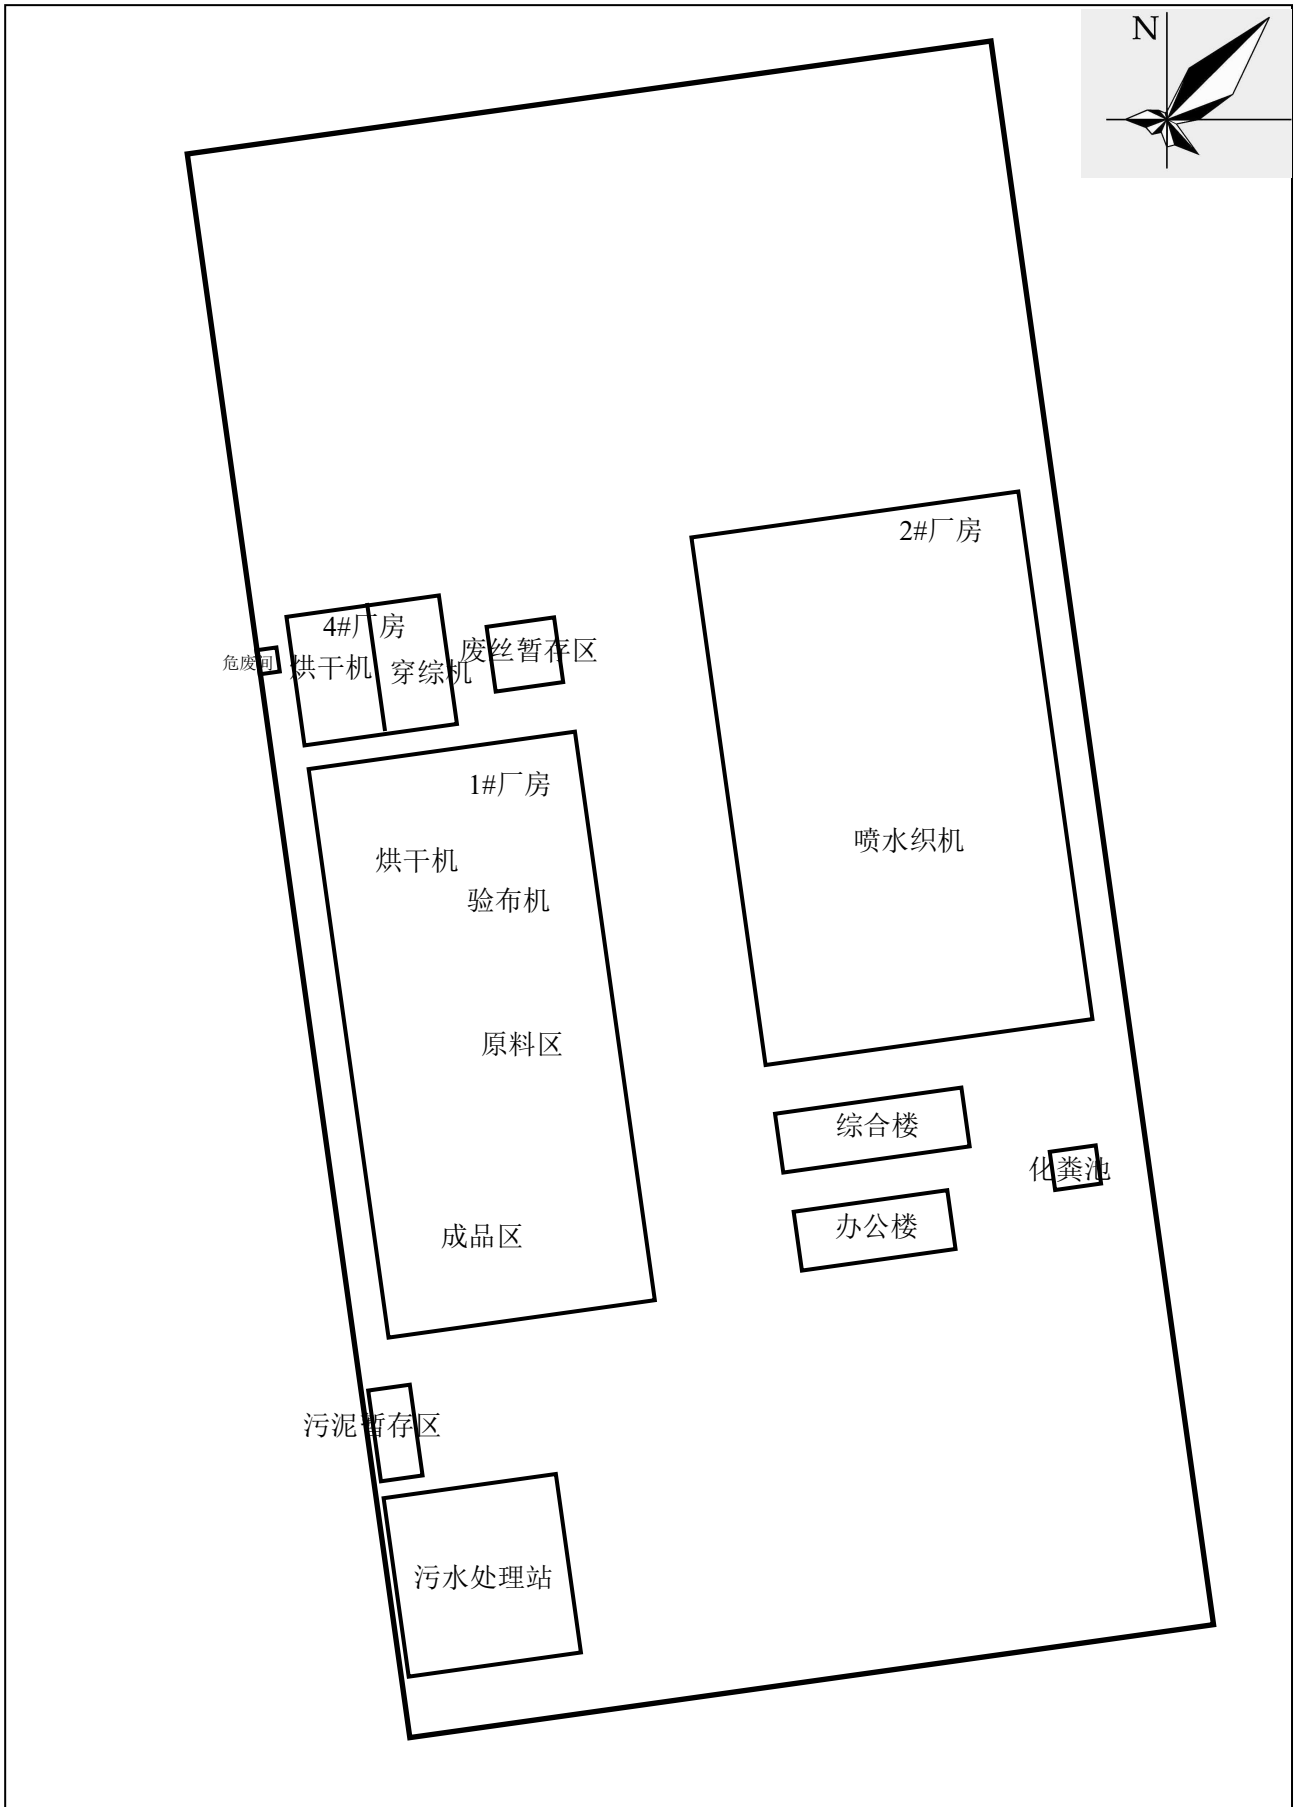 N
2#厂房
4#厂房
废丝暂存区
危废间
烘干机
穿综机
1#厂房
喷水织机
烘干机
验布机
原料区
综合楼
化粪池
办公楼
成品区
污泥暂存区
污水处理站